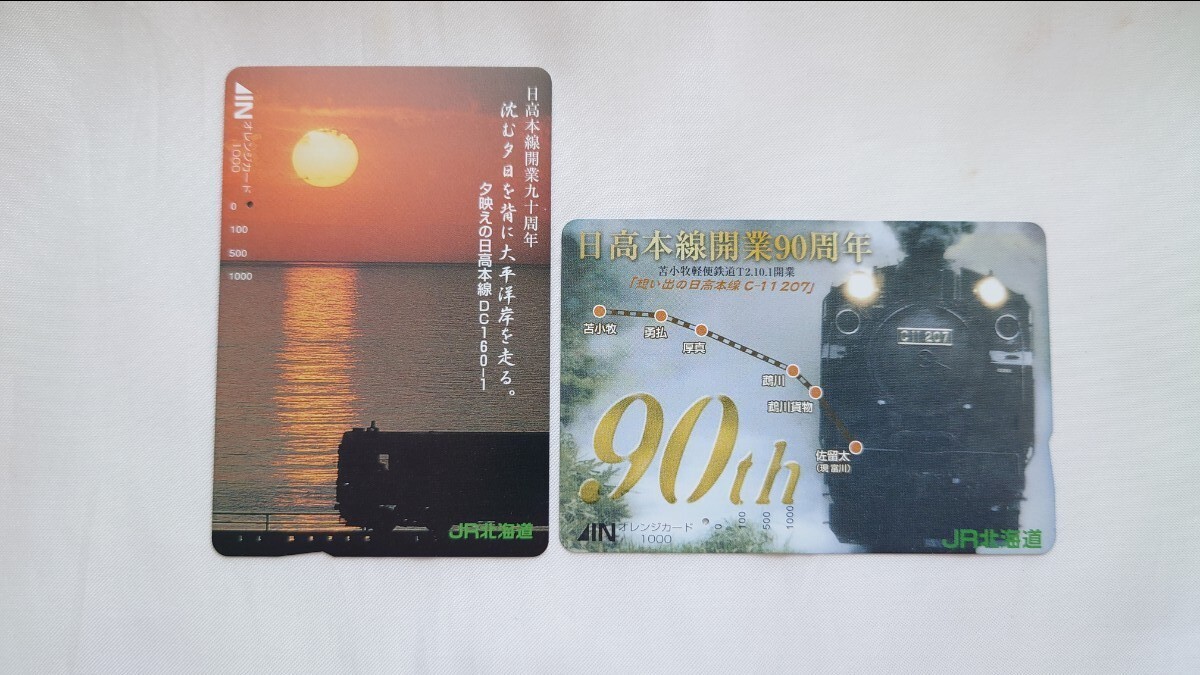 日高本線開業九十周年
沈む夕日を背に太平洋岸を走る。
夕映えの日高本線 DC160-1
IN オレンジカード
1000
0
100
500
1000
JR北海道
日高本線開業90周年
苫小牧軽便鉄道T2.10.1開業
「想い出の日高本線 C-11 207」
C11 207
苫小牧
勇払
厚真
鵡川
鵡川貨物
佐留太
(現 富川)
90th
IN オレンジカード
1000
0
100
500
1000
JR北海道